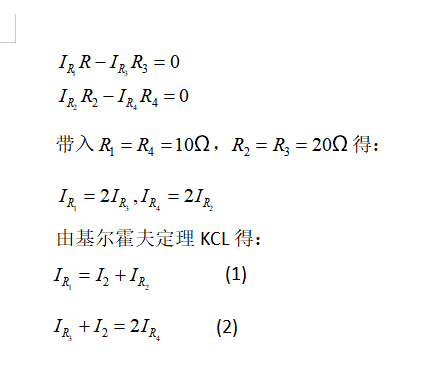 I_{R_1} R - I_{R_3} R_3 = 0
I_{R_2} R_2 - I_{R_4} R_4 = 0
带入 R_1 = R_4 = 10Ω，R_2 = R_3 = 20Ω 得：
I_{R_1} = 2I_{R_3} , I_{R_4} = 2I_{R_2}
由基尔霍夫定理 KCL 得：
I_{R_1} = I_2 + I_{R_2} (1)
I_{R_3} + I_2 = 2I_{R_4} (2)